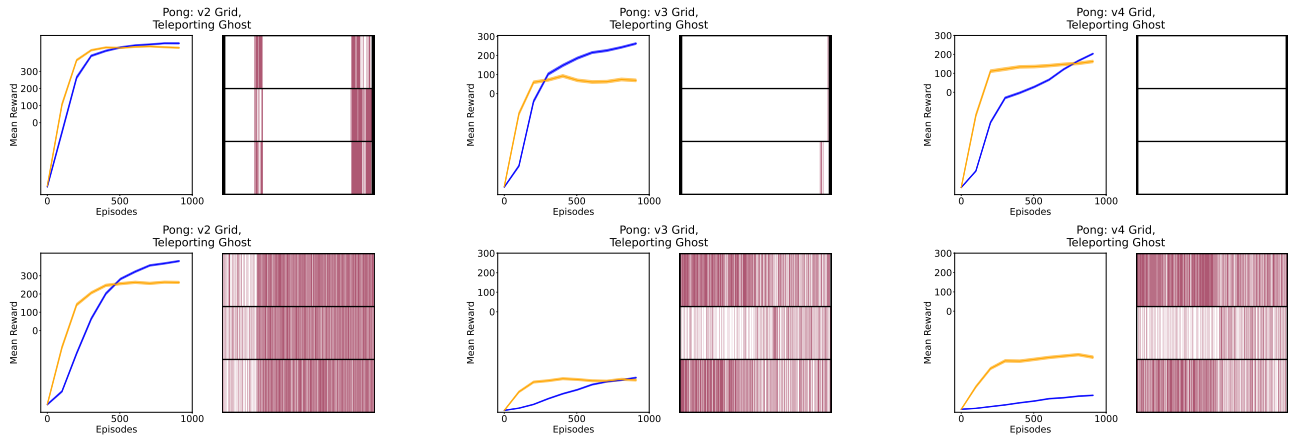 Pong: v2 Grid,
Teleporting Ghost
Mean Reward
300
200
100
0
0
500
1000
Episodes
Pong: v3 Grid,
Teleporting Ghost
Mean Reward
300
200
100
0
0
500
1000
Episodes
Pong: v4 Grid,
Teleporting Ghost
Mean Reward
300
200
100
0
0
500
1000
Episodes
Pong: v2 Grid,
Teleporting Ghost
Mean Reward
300
200
100
0
0
500
1000
Episodes
Pong: v3 Grid,
Teleporting Ghost
Mean Reward
300
200
100
0
0
500
1000
Episodes
Pong: v4 Grid,
Teleporting Ghost
Mean Reward
300
200
100
0
0
500
1000
Episodes